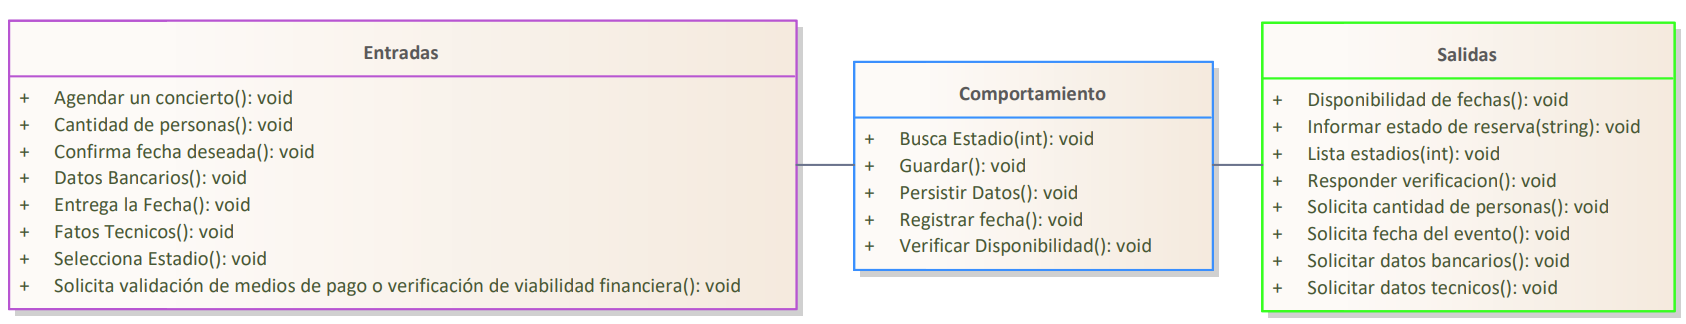 Entradas
+ Agendar un concierto(): void
+ Cantidad de personas(): void
+ Confirma fecha deseada(): void
+ Datos Bancarios(): void
+ Entrega la Fecha(): void
+ Fatos Tecnicos(): void
+ Selecciona Estadio(): void
+ Solicita validación de medios de pago o verificación de viabilidad financiera(): void
Comportamiento
+ Busca Estadio(int): void
+ Guardar(): void
+ Persistir Datos(): void
+ Registrar fecha(): void
+ Verificar Disponibilidad(): void
Salidas
+ Disponibilidad de fechas(): void
+ Informar estado de reserva(string): void
+ Lista estadios(int): void
+ Responder verificacion(): void
+ Solicita cantidad de personas(): void
+ Solicita fecha del evento(): void
+ Solicitar datos bancarios(): void
+ Solicitar datos tecnicos(): void